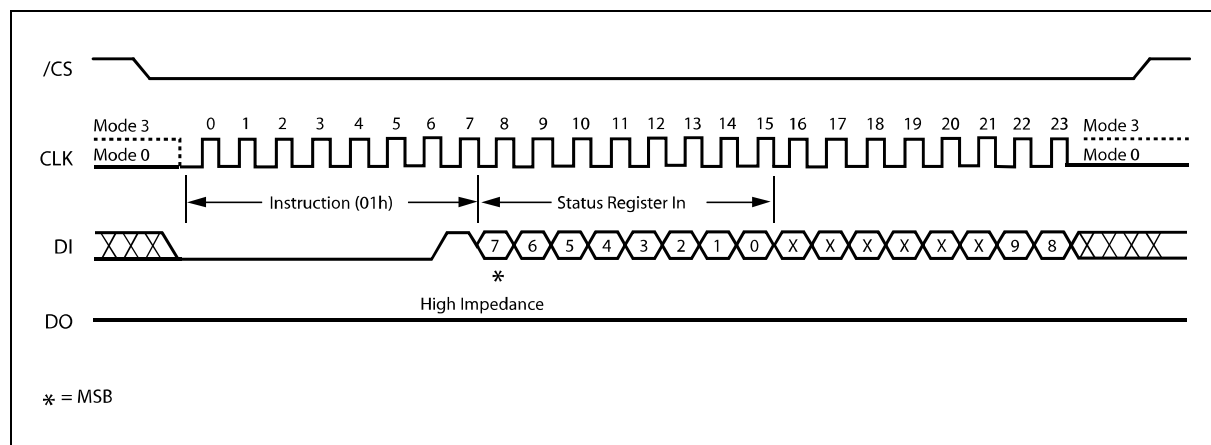 /CS
Mode 3 0 1 2 3 4 5 6 7 8 9 10 11 12 13 14 15 16 17 18 19 20 21 22 23 Mode 3
CLK Mode 0 Mode 0
Instruction (01h) Status Register In
DI 7 6 5 4 3 2 1 0 X X X X X X 9 8
*
High Impedance
DO
* = MSB